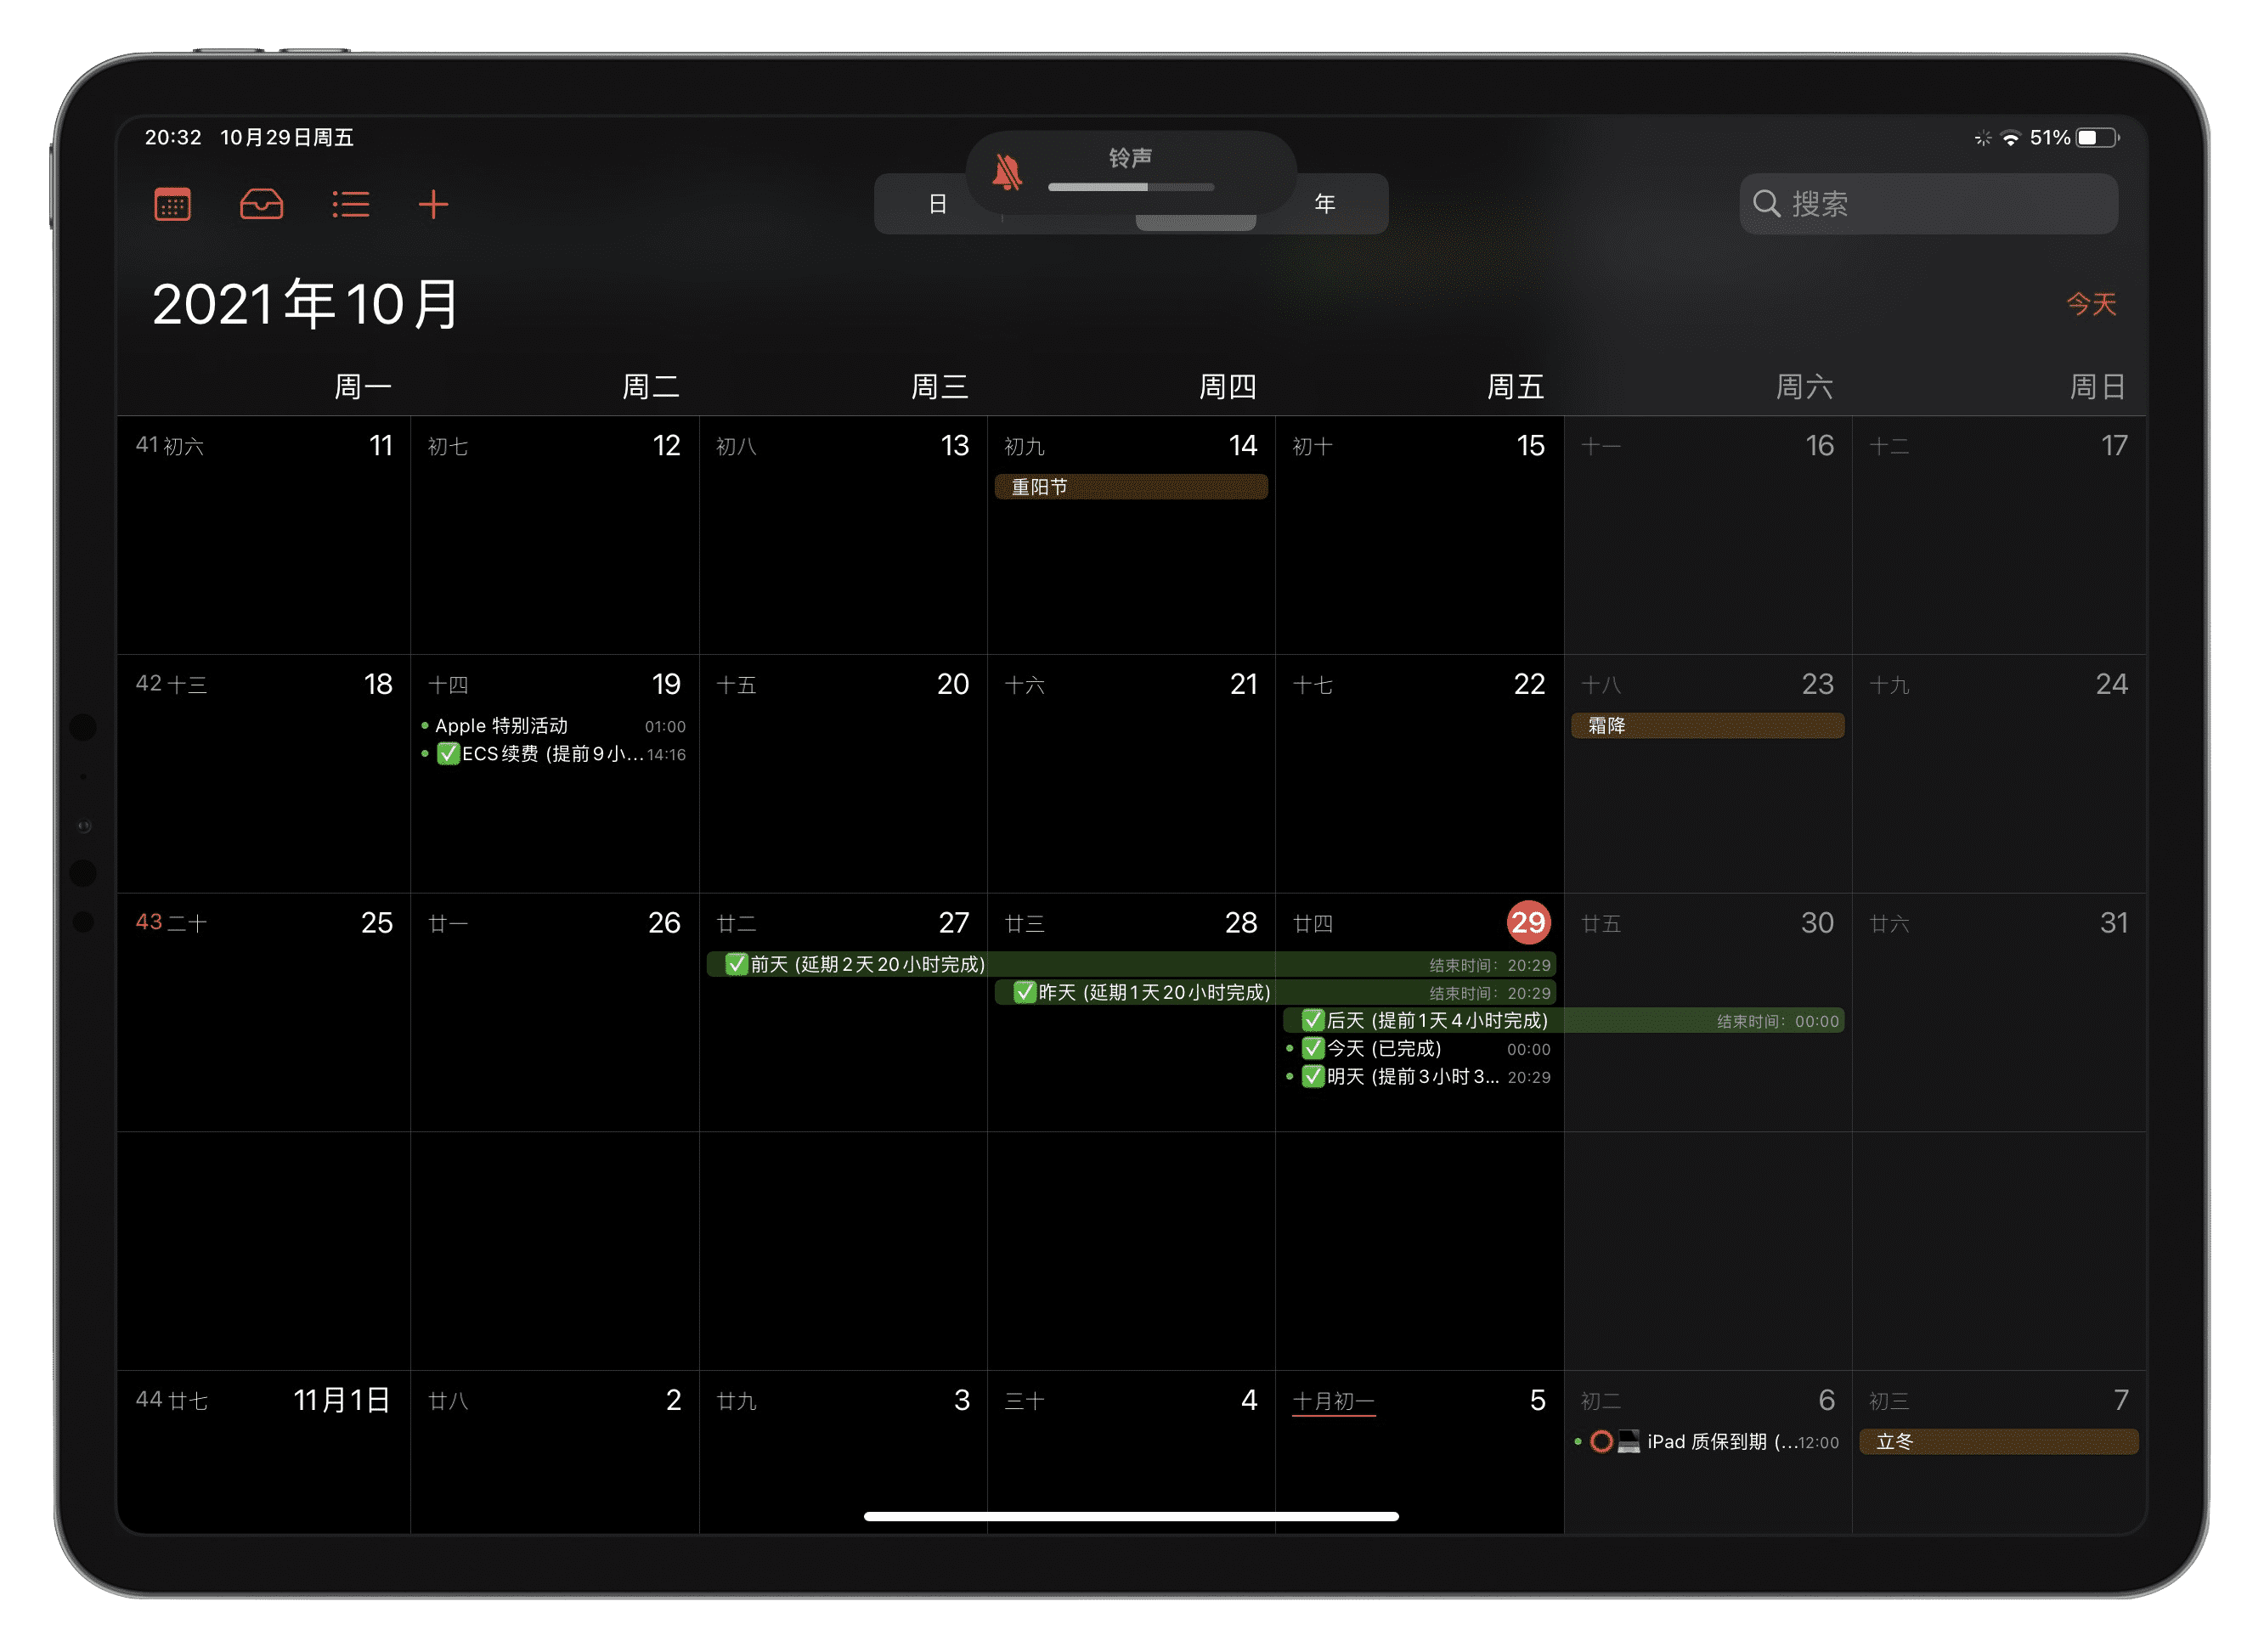 20:32 10月29日周五
51%
铃声
日
年
搜索
2021年10月
今天
周一 周二 周三 周四 周五 周六 周日
41 初六 11 初七 12 初八 13 初九 14 初十 15 十一 16 十二 17
重阳节
42 十三 18 十四 19 十五 20 十六 21 十七 22 十八 23 十九 24
Apple 特别活动 01:00
霜降
✅ECS续费 (提前9小... 14:16
43 二十 25 廿一 26 廿二 27 廿三 28 廿四 29 廿五 30 廿六 31
✅前天 (延期2天20小时完成) 结束时间: 20:29
✅昨天 (延期1天20小时完成) 结束时间: 20:29
✅后天 (提前1天4小时完成) 结束时间: 00:00
✅今天 (已完成) 00:00
✅明天 (提前3小时3... 20:29
44 廿七 11月1日 廿八 2 廿九 3 三十 4 十月初一 5 初二 6 初三 7
⭕💻 iPad 质保到期 (... 12:00
立冬